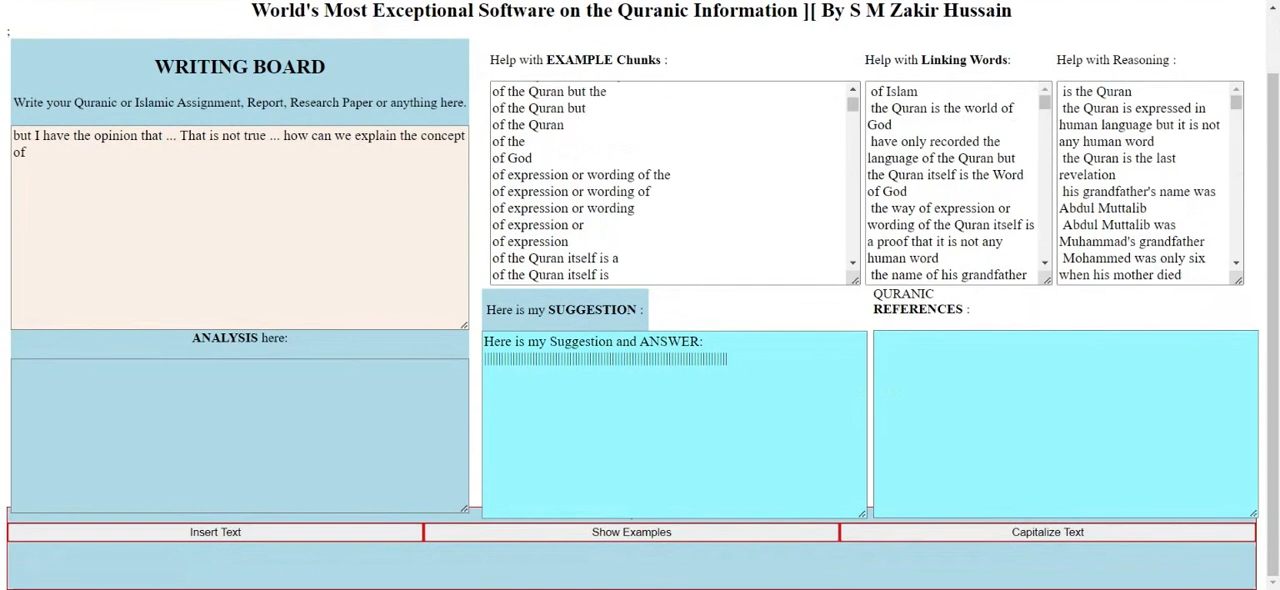 World's Most Exceptional Software on the Quranic Information ][ By S M Zakir Hussain
;
WRITING BOARD
Write your Quranic or Islamic Assignment, Report, Research Paper or anything here.
but I have the opinion that ... That is not true ... how can we explain the concept
of
ANALYSIS here:
Help with EXAMPLE Chunks :
of the Quran but the
of the Quran but
of the Quran
of the
of God
of expression or wording of the
of expression or wording of
of expression or wording
of expression or
of expression
of the Quran itself is a
of the Quran itself is
Help with Linking Words:
of Islam
the Quran is the world of
God
have only recorded the
language of the Quran but
the Quran itself is the Word
of God
the way of expression or
wording of the Quran itself is
a proof that it is not any
human word
the name of his grandfather
Help with Reasoning :
is the Quran
the Quran is expressed in
human language but it is not
any human word
the Quran is the last
revelation
his grandfather's name was
Abdul Muttalib
Abdul Muttalib was
Muhammad's grandfather
Mohammed was only six
when his mother died
Here is my SUGGESTION :
Here is my Suggestion and ANSWER:
QURANIC
REFERENCES :
Insert Text
Show Examples
Capitalize Text